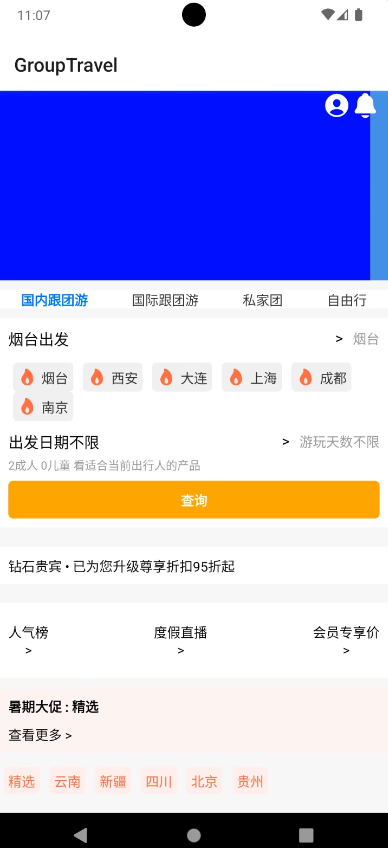 11:07
GroupTravel
国内跟团游 国际跟团游 私家团 自由行
烟台出发 > 烟台
烟台 西安 大连 上海 成都
南京
出发日期不限 > 游玩天数不限
2成人 0儿童 看适合当前出行人的产品
查询
钻石贵宾 • 已为您升级尊享折扣95折起
人气榜 度假直播 会员专享价
> > >
暑期大促 : 精选
查看更多 >
精选 云南 新疆 四川 北京 贵州